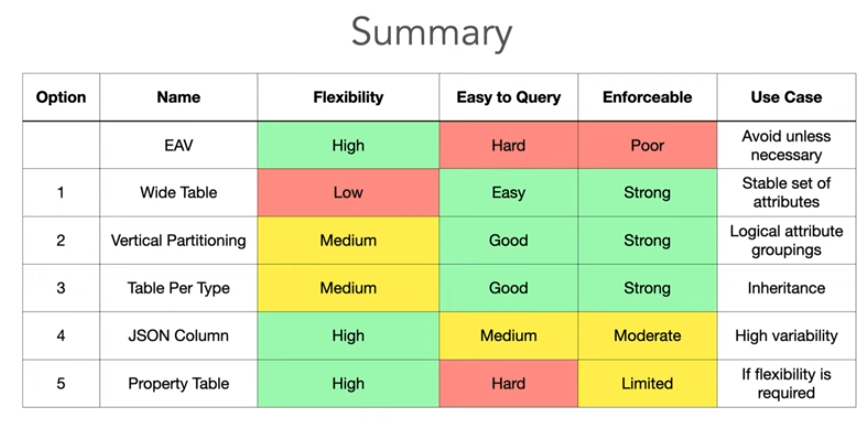 Summary
Option Name Flexibility Easy to Query Enforceable Use Case
EAV High Hard Poor Avoid unless
necessary
1 Wide Table Low Easy Strong Stable set of
attributes
2 Vertical Partitioning Medium Good Strong Logical attribute
groupings
3 Table Per Type Medium Good Strong Inheritance
4 JSON Column High Medium Moderate High variability
5 Property Table High Hard Limited If flexibility is
required